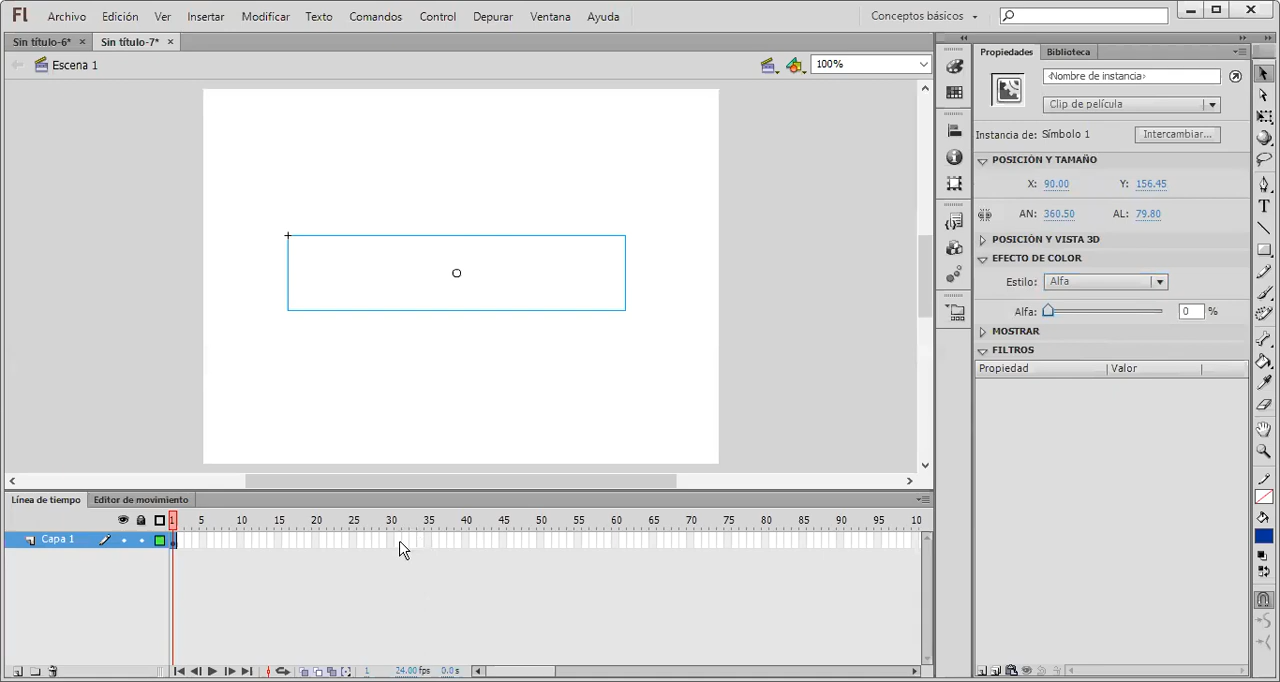 Fl Archivo Edición Ver Insertar Modificar Texto Comandos Control Depurar Ventana Ayuda Conceptos básicos
Sin título-6* × Sin título-7* ×
Escena 1 100%
Propiedades Biblioteca
<Nombre de instancia>
Clip de película
Instancia de: Símbolo 1 Intercambiar...
POSICIÓN Y TAMAÑO
X: 90.00 Y: 156.45
AN: 360.50 AL: 79.80
POSICIÓN Y VISTA 3D
EFECTO DE COLOR
Estilo: Alfa
Alfa: 0 %
MOSTRAR
FILTROS
Propiedad Valor
Línea de tiempo Editor de movimiento
1 5 10 15 20 25 30 35 40 45 50 55 60 65 70 75 80 85 90 95 10
Capa 1
1 24.00 fps 0.0 s